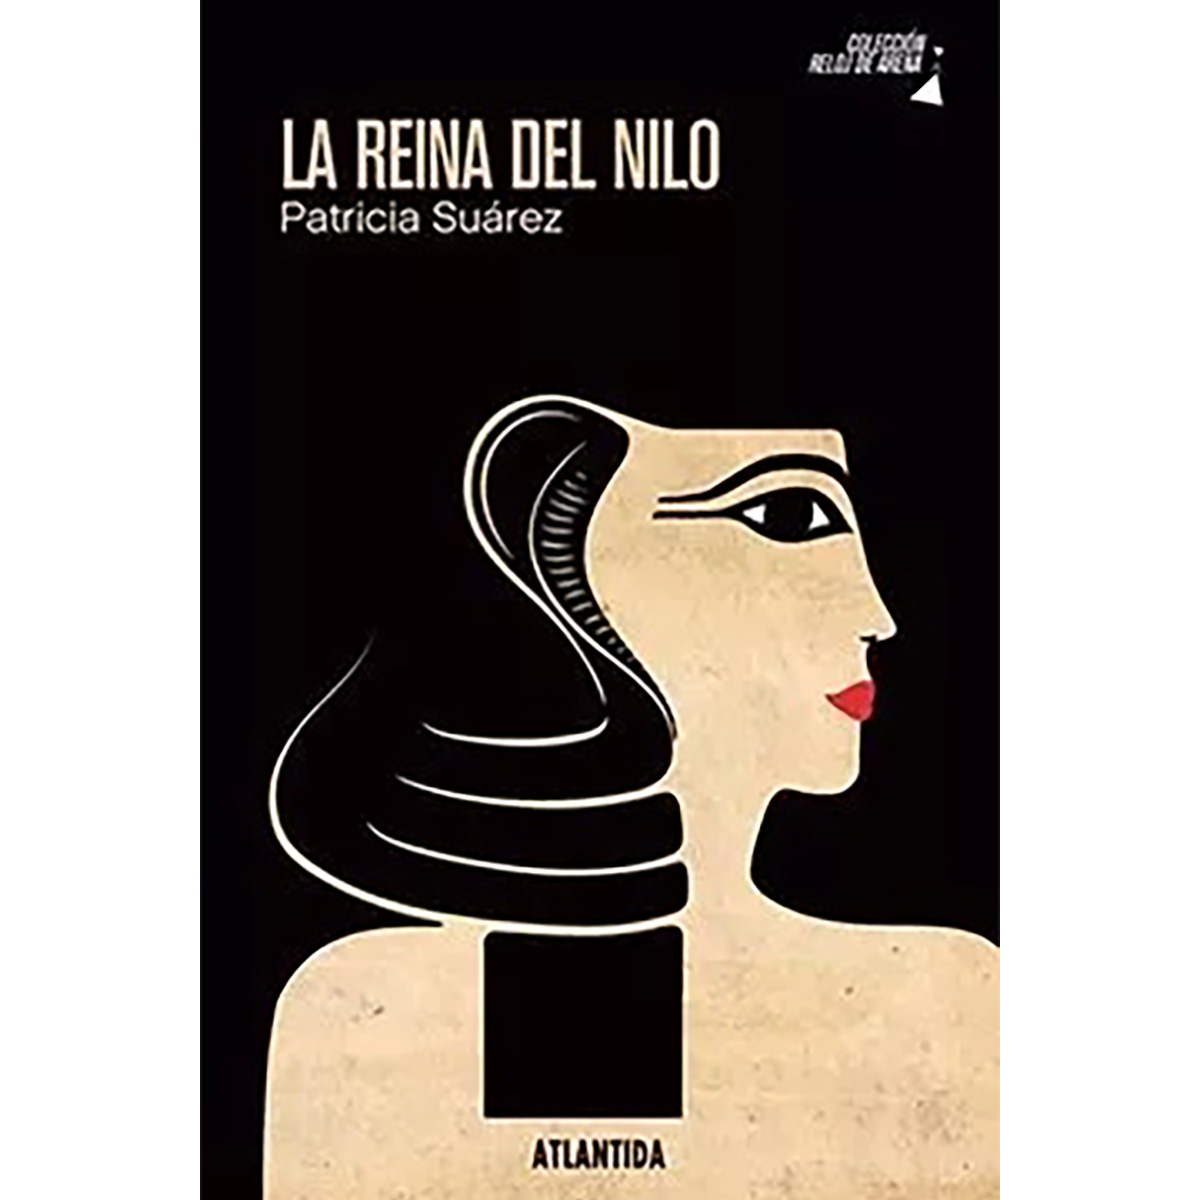 COLECCIÓN
RELOJ DE ARENA
LA REINA DEL NILO
Patricia Suárez
ATLANTIDA